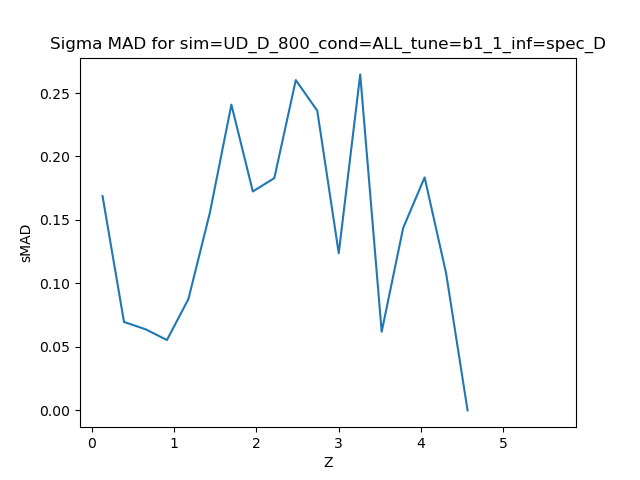 Sigma MAD for sim=UD_D_800_cond=ALL_tune=b1_1_inf=spec_D
0.25
0.20
0.15
0.10
0.05
0.00
sMAD
0 1 2 3 4 5
Z